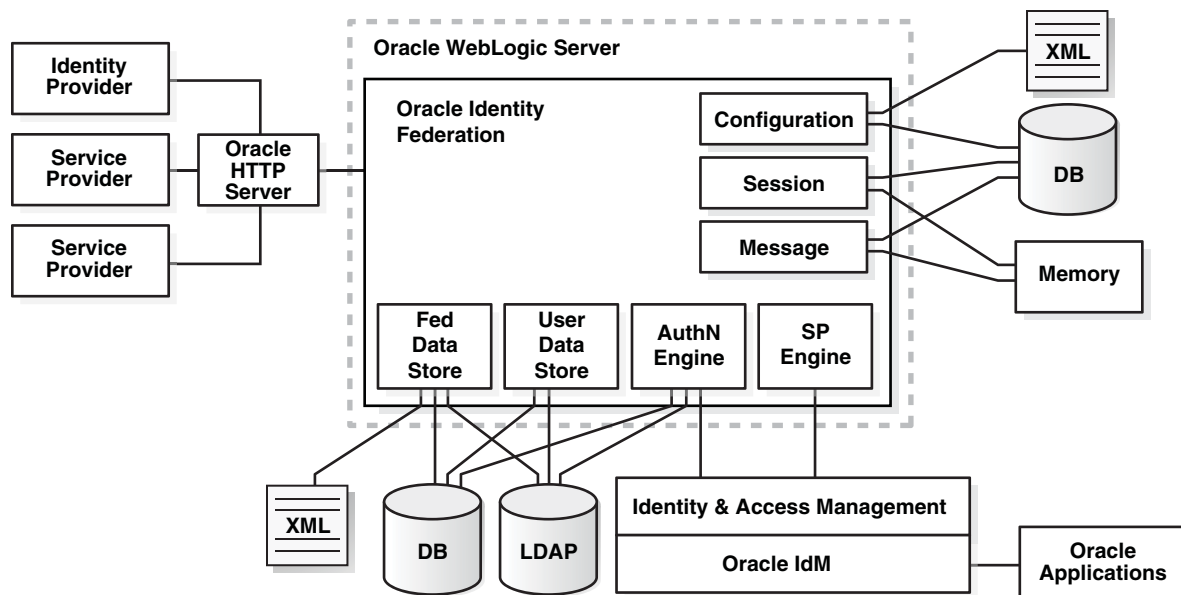 Oracle WebLogic Server
Identity
Provider
Service
Provider
Service
Provider
Oracle
HTTP
Server
Oracle Identity
Federation
Configuration
Session
Message
XML
DB
Memory
Fed
Data
Store
User
Data
Store
AuthN
Engine
SP
Engine
XML
DB
LDAP
Identity & Access Management
Oracle IdM
Oracle
Applications